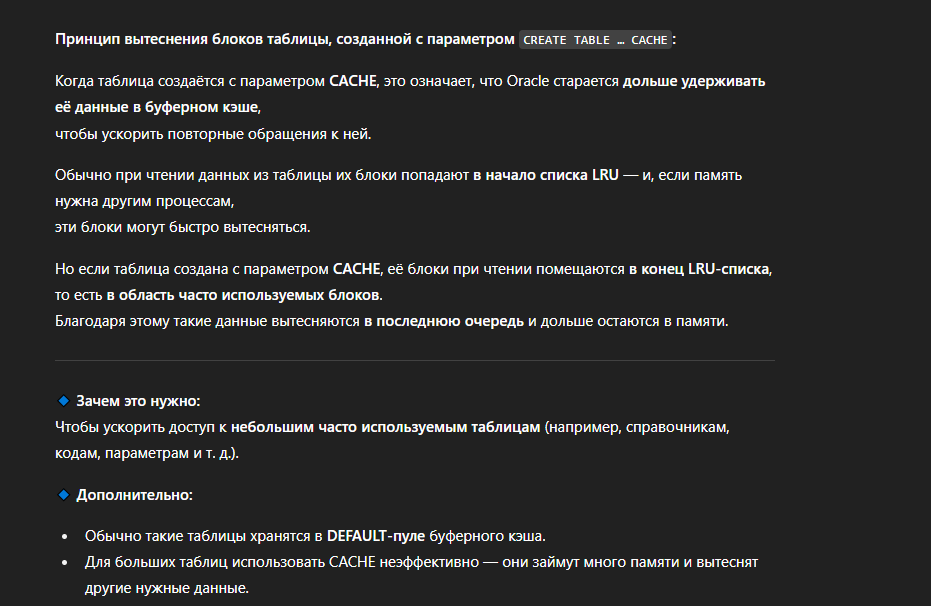 Принцип вытеснения блоков таблицы, созданной с параметром CREATE TABLE … CACHE:
Когда таблица создаётся с параметром CACHE, это означает, что Oracle старается дольше удерживать
её данные в буферном кэше,
чтобы ускорить повторные обращения к ней.
Обычно при чтении данных из таблицы их блоки попадают в начало списка LRU — и, если память
нужна другим процессам,
эти блоки могут быстро вытесняться.
Но если таблица создана с параметром CACHE, её блоки при чтении помещаются в конец LRU-списка,
то есть в область часто используемых блоков.
Благодаря этому такие данные вытесняются в последнюю очередь и дольше остаются в памяти.
Зачем это нужно:
Чтобы ускорить доступ к небольшим часто используемым таблицам (например, справочникам,
кодам, параметрам и т. д.).
Дополнительно:
• Обычно такие таблицы хранятся в DEFAULT-пуле буферного кэша.
• Для больших таблиц использовать CACHE неэффективно — они займут много памяти и вытеснят
другие нужные данные.